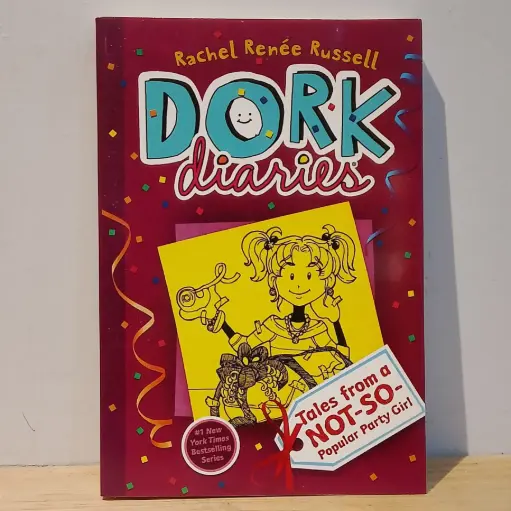 Rachel Renée Russell
DORK
diaries
Tales from a
NOT-SO-
Popular Party Girl
#1 New
York Times
Bestselling
Series